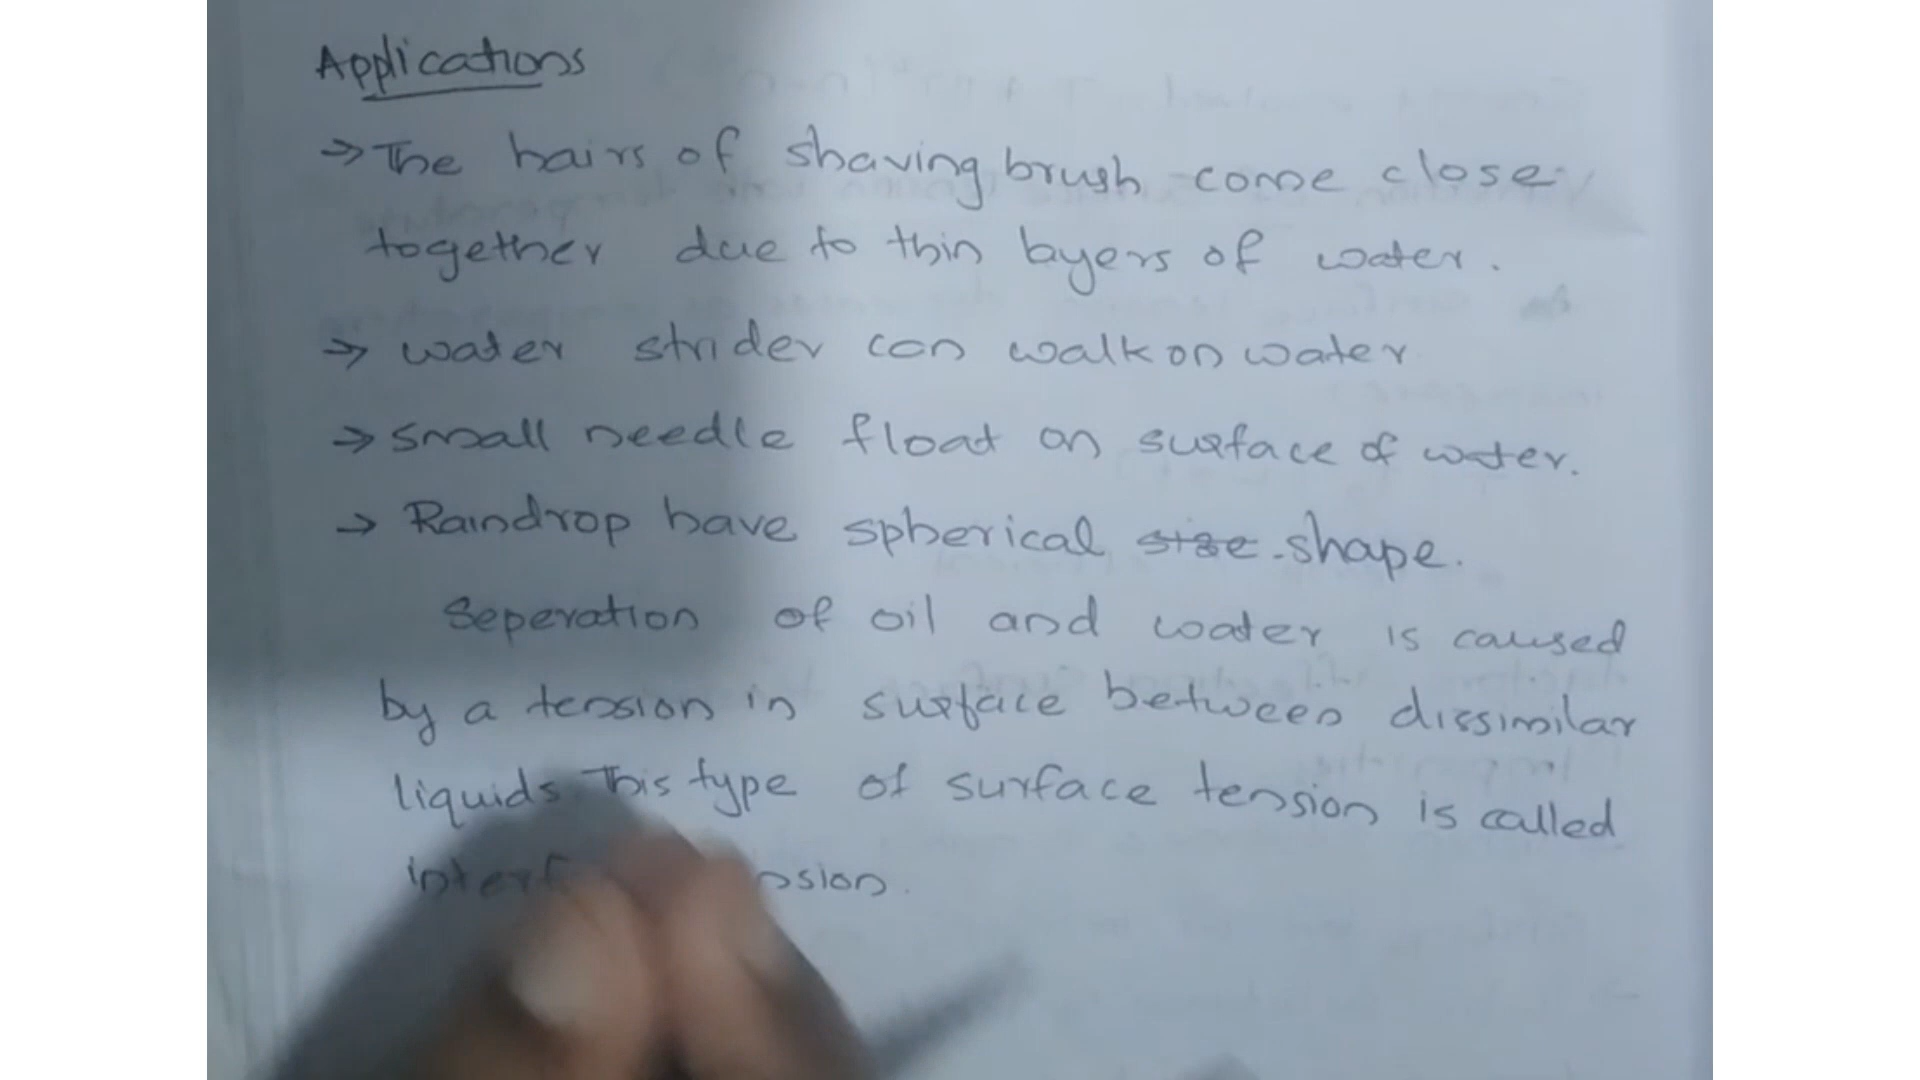 Applications
→ The hairs of shaving brush come close
together due to thin layers of water.
→ water strider can walk on water
→ small needle float on surface of water.
→ Raindrop have spherical size shape.
Seperation of oil and water is caused
by a tension in surface between dissimilar
liquids This type of surface tension is called